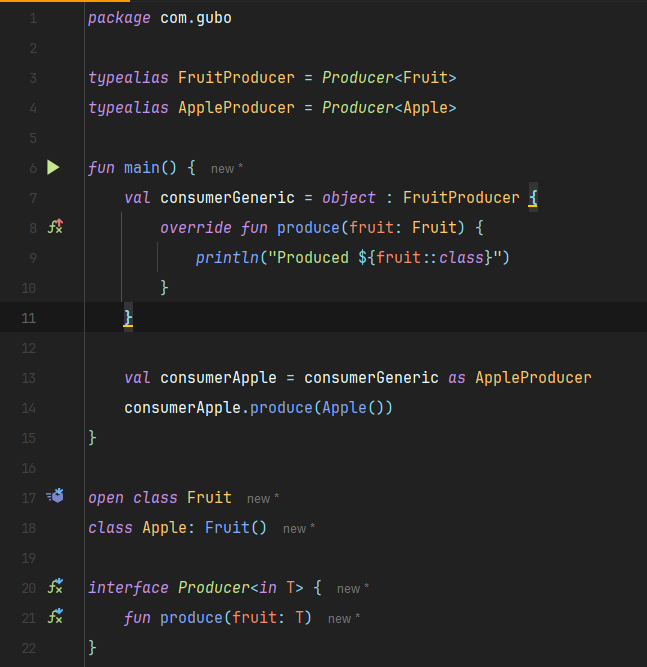 1 package com.gubo
2
3 typealias FruitProducer = Producer<Fruit>
4 typealias AppleProducer = Producer<Apple>
5
6 fun main() { new *
7 val consumerGeneric = object : FruitProducer {
8 override fun produce(fruit: Fruit) {
9 println("Produced ${fruit::class}")
10 }
11 }
12
13 val consumerApple = consumerGeneric as AppleProducer
14 consumerApple.produce(Apple())
15 }
16
17 open class Fruit new *
18 class Apple: Fruit() new *
19
20 interface Producer<in T> { new *
21 fun produce(fruit: T) new *
22 }